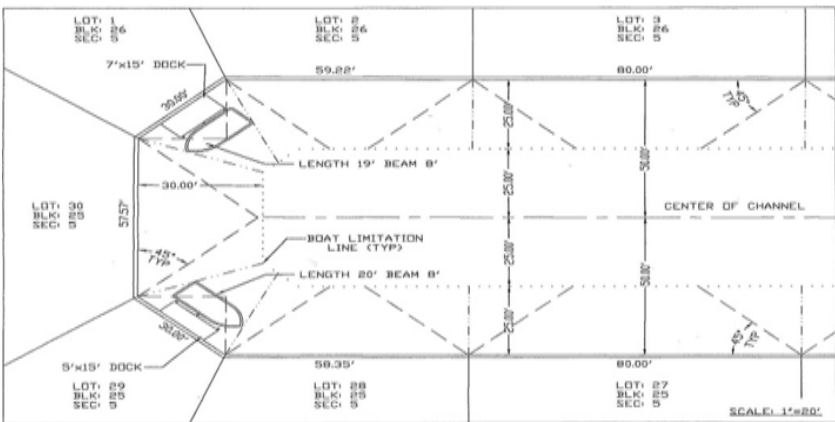 LOT: 1
BLK: 26
SEC: 5
LOT: 2
BLK: 26
SEC: 5
LOT: 3
BLK: 26
SEC: 5
7'x15' DOCK
59.22'
80.00'
30.00'
45°
TYP
25.00'
LENGTH 19' BEAM 8'
30.00'
25.00'
50.00'
LOT: 30
BLK: 25
SEC: 5
57.57'
CENTER OF CHANNEL
BOAT LIMITATION
LINE (TYP)
45°
TYP
25.00'
50.00'
LENGTH 20' BEAM 8'
30.00'
25.00'
45°
TYP
5'x15' DOCK
58.35'
80.00'
LOT: 29
BLK: 25
SEC: 5
LOT: 28
BLK: 25
SEC: 5
LOT: 27
BLK: 25
SEC: 5
SCALE: 1"=20'